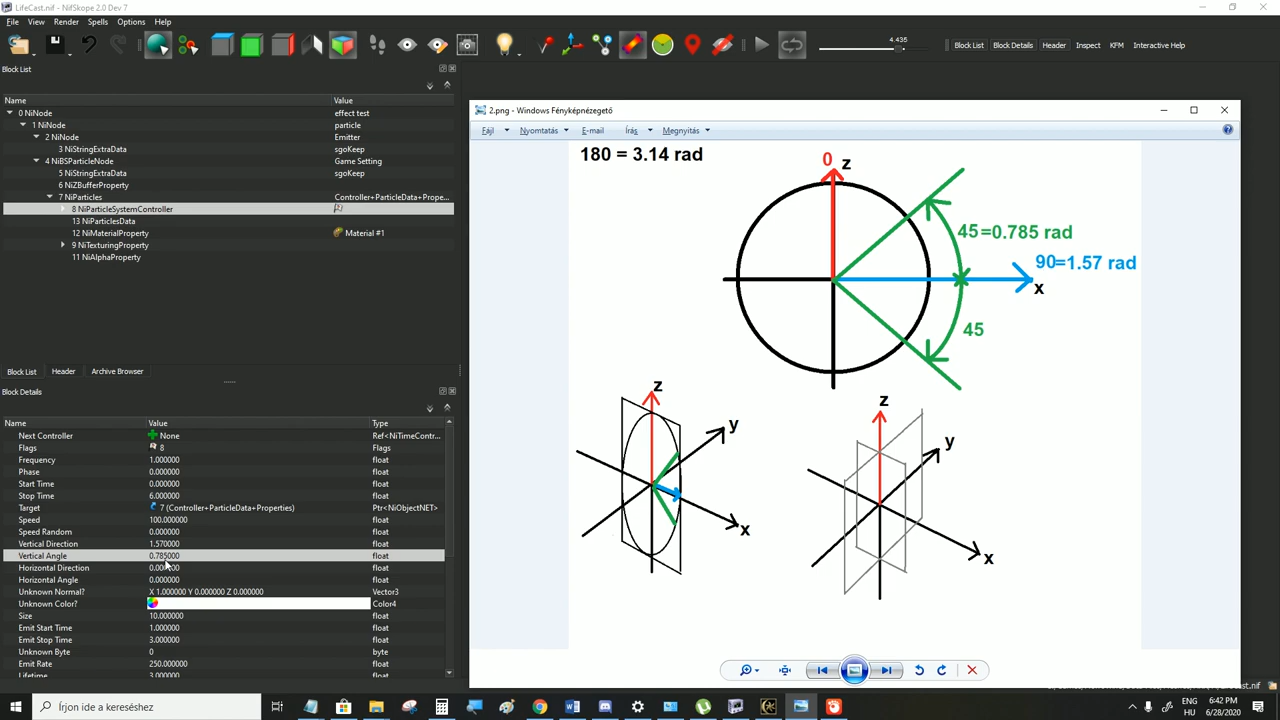 LifeCast.nif - NifSkope 2.0 Dev 7
File View Render Spells Options Help
4.435
Block List Block Details Header Inspect KFM Interactive Help
Block List
Name Value
0 NiNode effect test
1 NiNode particle
2 NiNode Emitter
3 NiStringExtraData sgoKeep
4 NiBSParticleNode Game Setting
5 NiStringExtraData sgoKeep
6 NiZBufferProperty
7 NiParticles Controller+ParticleData+Prope...
8 NiParticleSystemController
13 NiParticlesData
12 NiMaterialProperty Material #1
9 NiTexturingProperty
11 NiAlphaProperty
Block List Header Archive Browser
Block Details
Name Value Type
Next Controller None Ref<NiTimeContr...
Flags 8 Flags
Frequency 1.000000 float
Phase 0.000000 float
Start Time 0.000000 float
Stop Time 6.000000 float
Target 7 (Controller+ParticleData+Properties) Ptr<NiObjectNET>
Speed 100.000000 float
Speed Random 0.000000 float
Vertical Direction 1.570000 float
Vertical Angle 0.785000 float
Horizontal Direction 0.000000 float
Horizontal Angle 0.000000 float
Unknown Normal? X 1.000000 Y 0.000000 Z 0.000000 Vector3
Unknown Color? Color4
Size 10.000000 float
Emit Start Time 1.000000 float
Emit Stop Time 3.000000 float
Unknown Byte 0 byte
Emit Rate 250.000000 float
Lifetime 3.000000 float
2.png - Windows Fényképnézegető
Fájl Nyomtatás E-mail Írás Megnyitás
180 = 3.14 rad
0 z
45=0.785 rad
90=1.57 rad
x
45
z
y
x
z
y
x
Írjon ide a kereséshez
ENG
HU
6:42 PM
6/28/2020